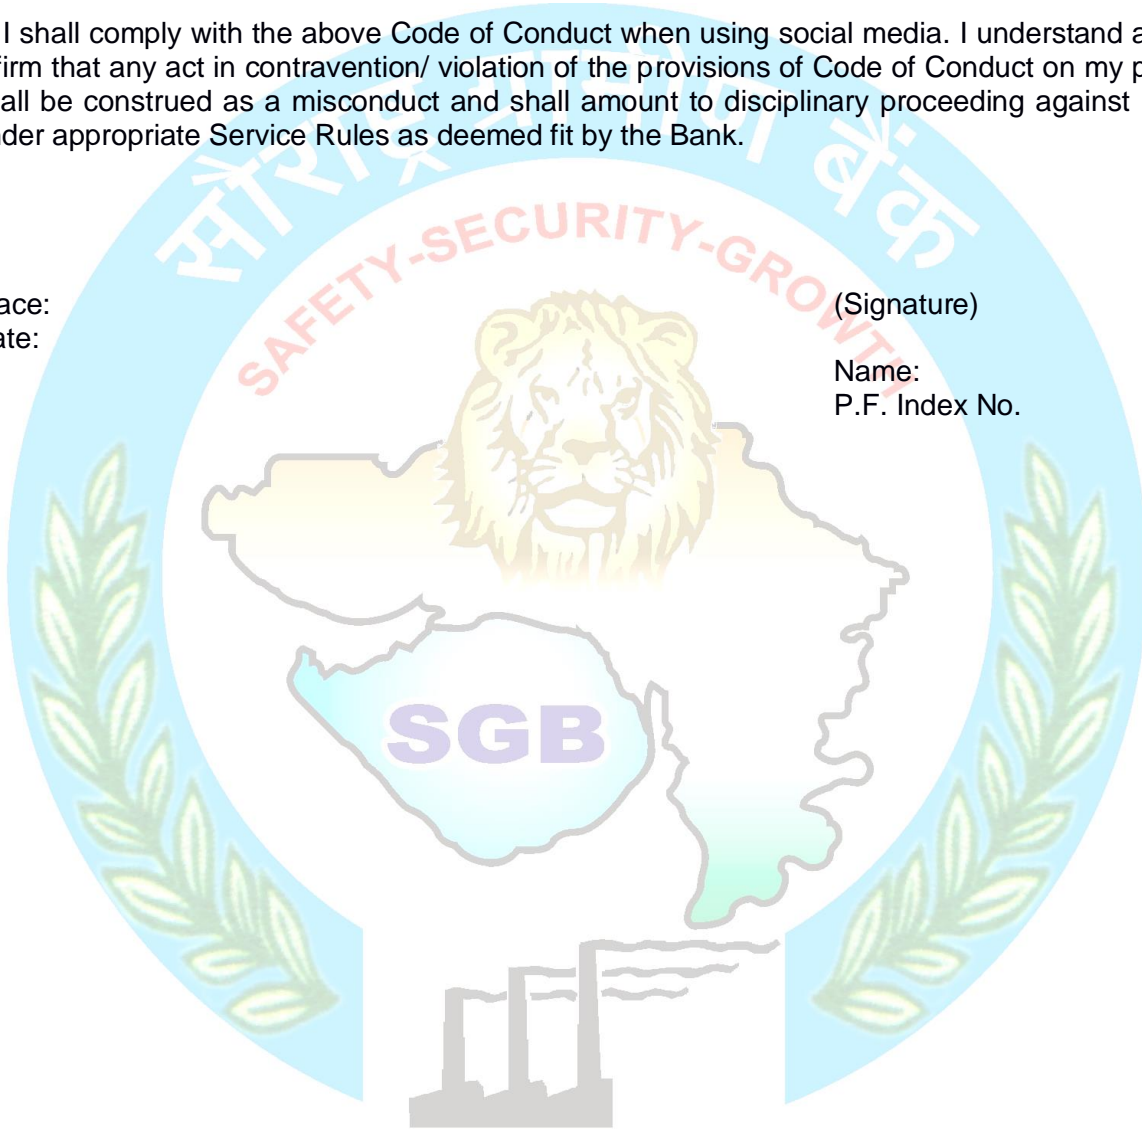 I shall comply with the above Code of Conduct when using social media. I understand a
firm that any act in contravention/ violation of the provisions of Code of Conduct on my p
all be construed as a misconduct and shall amount to disciplinary proceeding against
der appropriate Service Rules as deemed fit by the Bank.
सौराष्ट्र ग्रामीण बैंक
SAFETY-SECURITY-GROWTH
ace:
(Signature)
ate:
Name:
P.F. Index No.
SGB